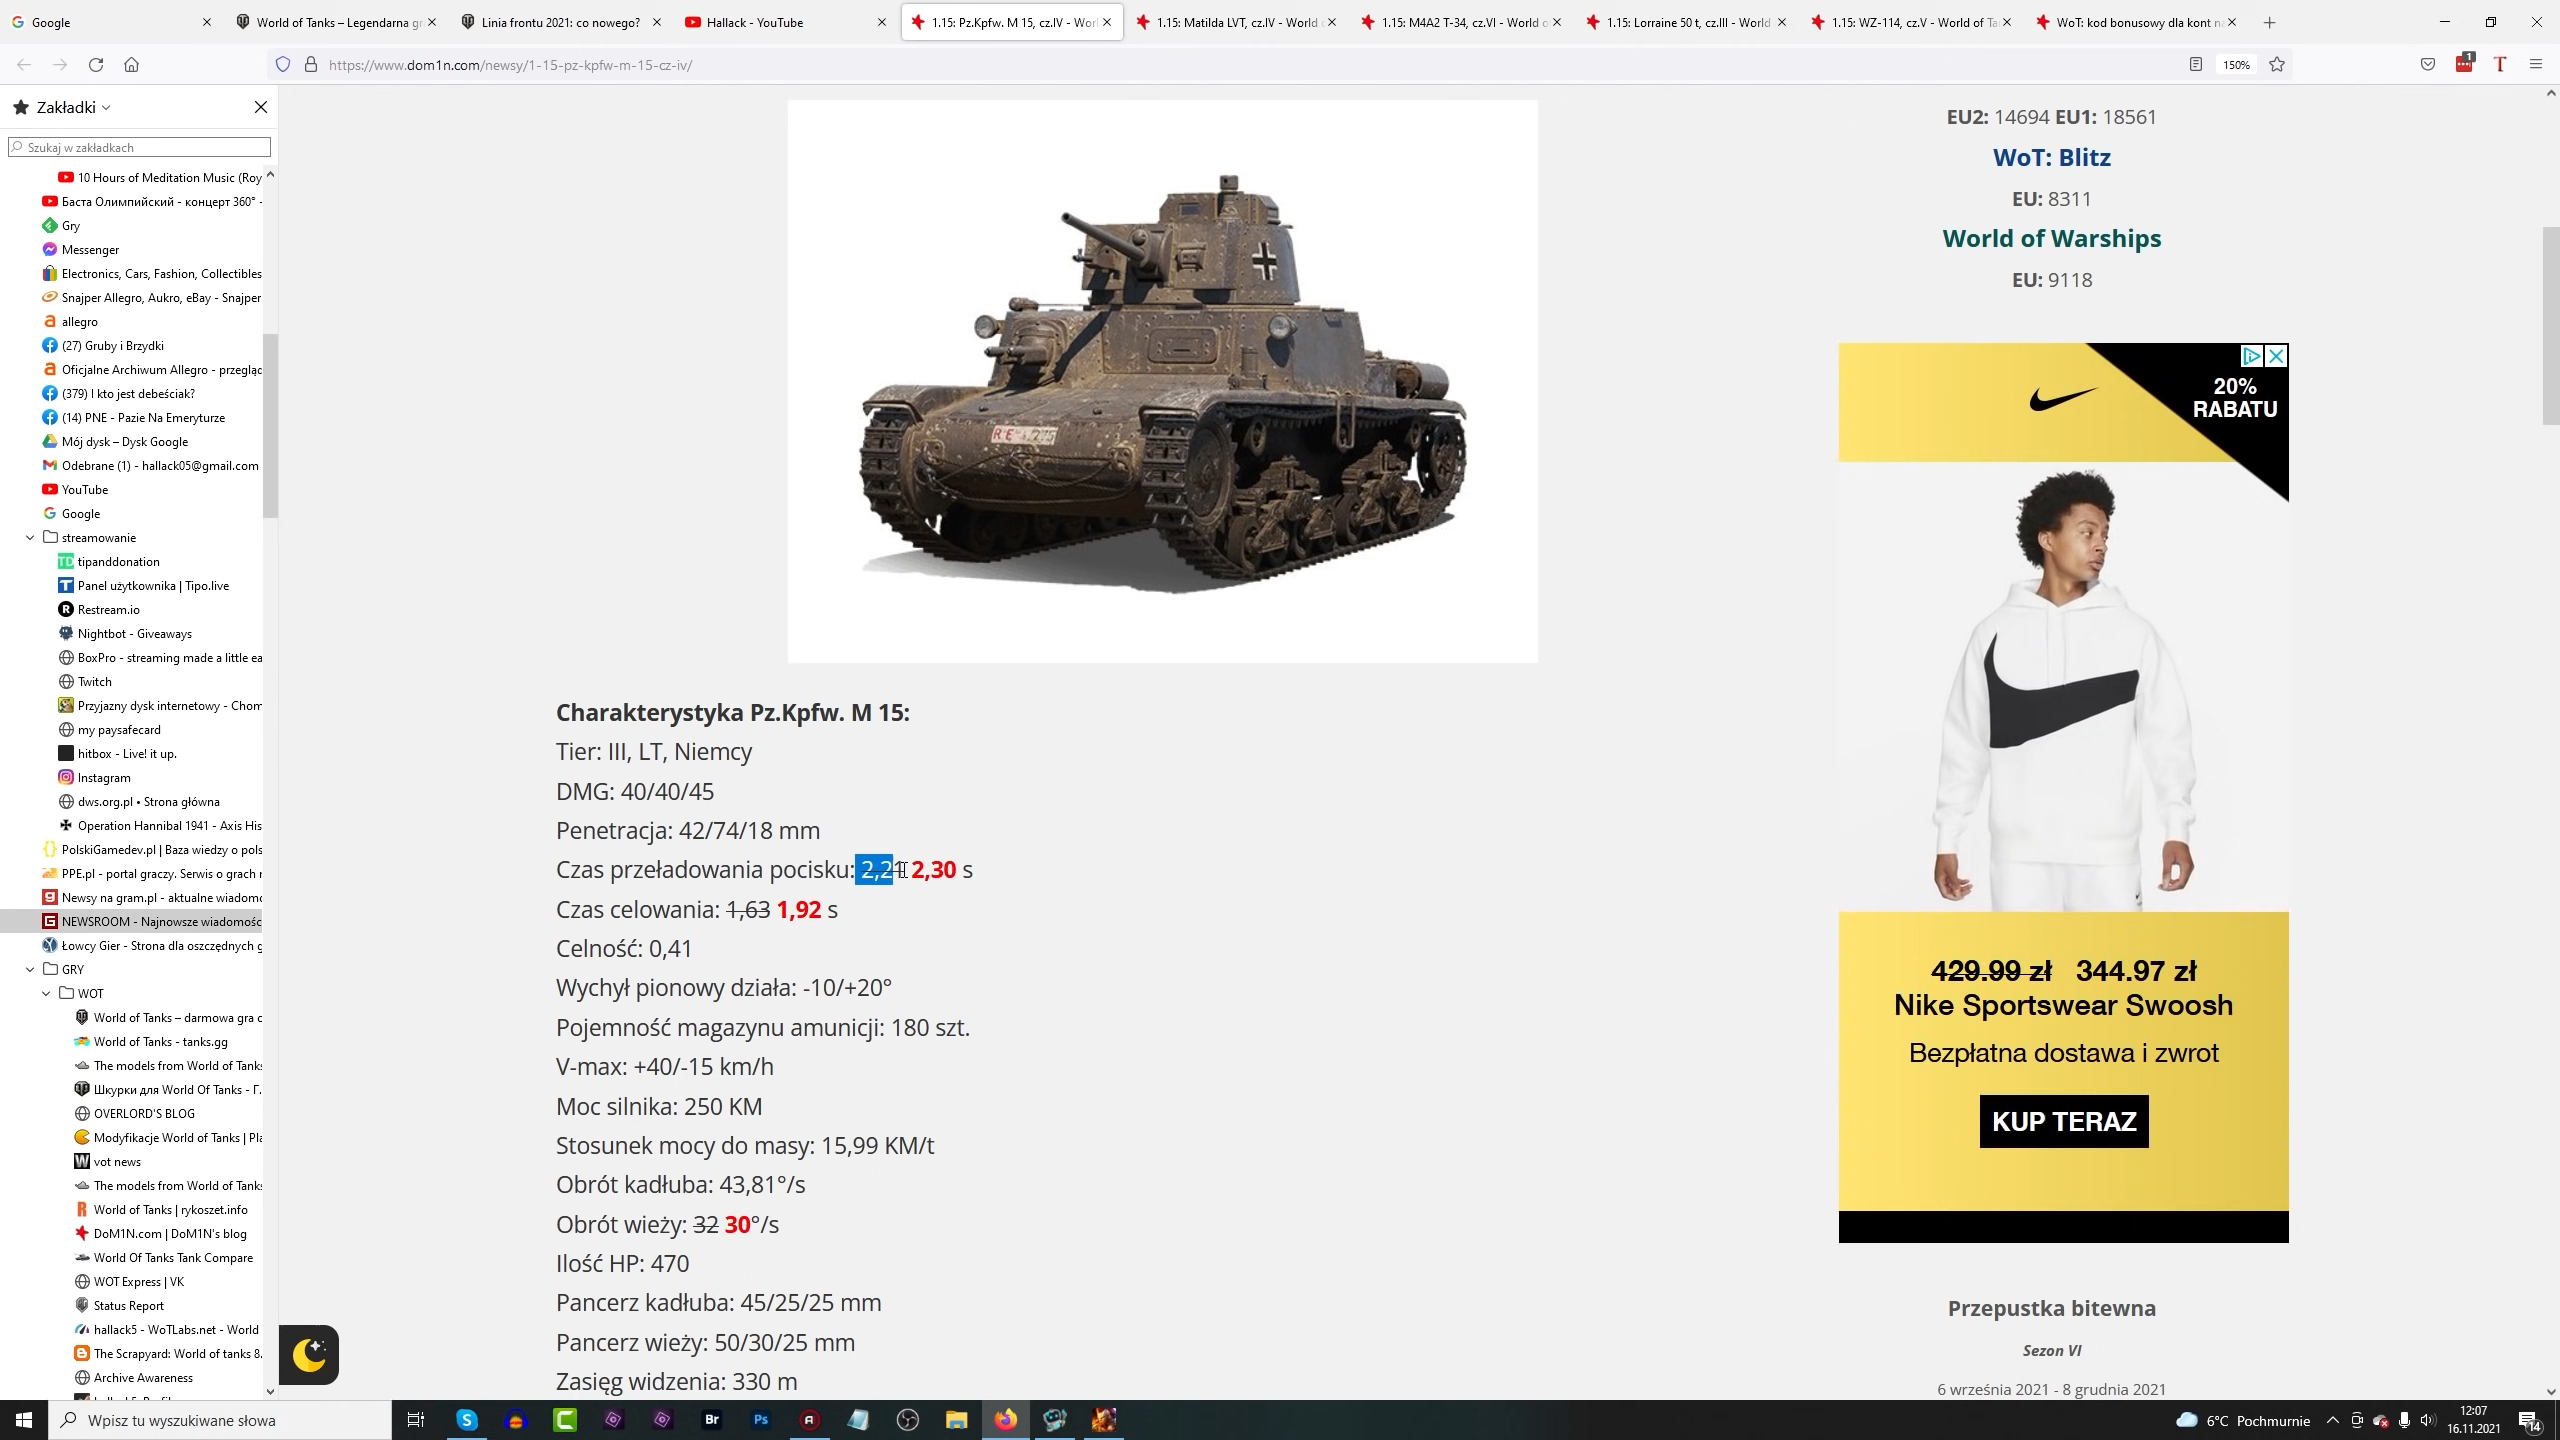 Google
World of Tanks – Legendarna gr
Linia frontu 2021: co nowego?
Hallack - YouTube
1.15: Pz.Kpfw. M 15, cz.IV - Worl
1.15: Matilda LVT, cz.IV - World o
1.15: M4A2 T-34, cz.VI - World o
1.15: Lorraine 50 t, cz.III - World
1.15: WZ-114, cz.V - World of Ta
WoT: kod bonusowy dla kont n
https://www.dom1n.com/newsy/1-15-pz-kpfw-m-15-cz-iv/
150%
1
Zakładki
Szukaj w zakładkach
10 Hours of Meditation Music (Roy
Баста Олимпийский - концерт 360° -
Gry
Messenger
Electronics, Cars, Fashion, Collectibles
Snajper Allegro, Aukro, eBay - Snajper
allegro
(27) Gruby i Brzydki
Oficjalne Archiwum Allegro - przegląd
(379) I kto jest debeściak?
(14) PNE - Pazie Na Emeryturze
Mój dysk – Dysk Google
Odebrane (1) - hallack05@gmail.com
YouTube
Google
streamowanie
tipanddonation
Panel użytkownika | Tipo.live
Restream.io
Nightbot - Giveaways
BoxPro - streaming made a little ea
Twitch
Przyjazny dysk internetowy - Chom
my paysafecard
hitbox - Live! it up.
Instagram
dws.org.pl • Strona główna
Operation Hannibal 1941 - Axis His
PolskiGamedev.pl | Baza wiedzy o pols
PPE.pl - portal graczy. Serwis o grach r
Newsy na gram.pl - aktualne wiadomo
NEWSROOM - Najnowsze wiadomośc
Łowcy Gier - Strona dla oszczędnych g
GRY
WOT
World of Tanks – darmowa gra c
World of Tanks - tanks.gg
The models from World of Tanks
Шкурки для World Of Tanks - Г.
OVERLORD'S BLOG
Modyfikacje World of Tanks | Pla
vot news
The models from World of Tanks
World of Tanks | rykoszet.info
DoM1N.com | DoM1N's blog
World Of Tanks Tank Compare
WOT Express | VK
Status Report
hallack5 - WoTLabs.net - World
The Scrapyard: World of tanks 8.
Archive Awareness
Charakterystyka Pz.Kpfw. M 15:
Tier: III, LT, Niemcy
DMG: 40/40/45
Penetracja: 42/74/18 mm
Czas przeładowania pocisku: 2,21 2,30 s
Czas celowania: 1,63 1,92 s
Celność: 0,41
Wychył pionowy działa: -10/+20°
Pojemność magazynu amunicji: 180 szt.
V-max: +40/-15 km/h
Moc silnika: 250 KM
Stosunek mocy do masy: 15,99 KM/t
Obrót kadłuba: 43,81°/s
Obrót wieży: 32 30°/s
Ilość HP: 470
Pancerz kadłuba: 45/25/25 mm
Pancerz wieży: 50/30/25 mm
Zasięg widzenia: 330 m
EU2: 14694 EU1: 18561
WoT: Blitz
EU: 8311
World of Warships
EU: 9118
20%
RABATU
429.99 zł 344.97 zł
Nike Sportswear Swoosh
Bezpłatna dostawa i zwrot
KUP TERAZ
Przepustka bitewna
Sezon VI
6 września 2021 - 8 grudnia 2021
Wpisz tu wyszukiwane słowa
6°C Pochmurnie
12:07
16.11.2021
14